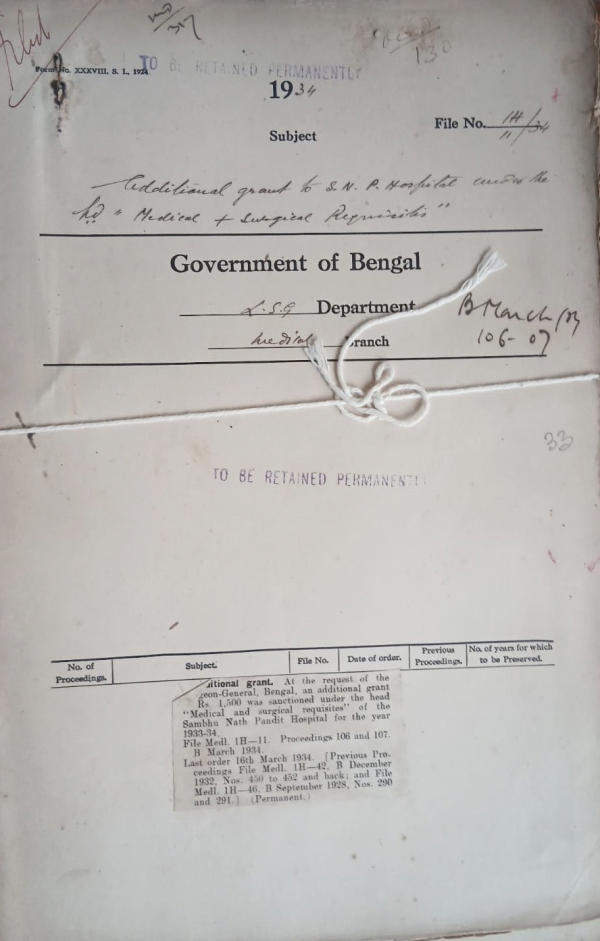 Filed
Form No. XXXVIII, S. I., 1924.
TO BE RETAINED PERMANENTLY
130
1934
File No. 1H/11/34
Subject
Additional grant to S. N. P. Hospital under the
hd. "Medical + Surgical Requisites"
Government of Bengal
L.S.G Department
Medical Branch
B March
106-07
33
TO BE RETAINED PERMANENTLY
No. of Proceedings. Subject. File No. Date of order. Previous Proceedings. No. of years for which to be Preserved.
itional grant. At the request of the
eon-General, Bengal, an additional grant
Rs. 1,500 was sanctioned under the head
"Medical and surgical requisites" of the
Sambhu Nath Pandit Hospital for the year
1933-34.
File Medl. 1H—11. Proceedings 106 and 107.
B March 1934.
Last order 16th March 1934. [Previous Pro-
ceedings File Medl. 1H—42, B December
1932, Nos. 450 to 452 and back; and File
Medl. 1H—46, B September 1928, Nos. 290
and 291.] (Permanent.)